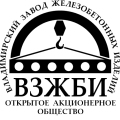 ВЛАДИМИРСКИЙ ЗАВОД ЖЕЛЕЗОБЕТОННЫХ ИЗДЕЛИЙ
ВЗЖБИ
ОТКРЫТОЕ АКЦИОНЕРНОЕ
ОБЩЕСТВО